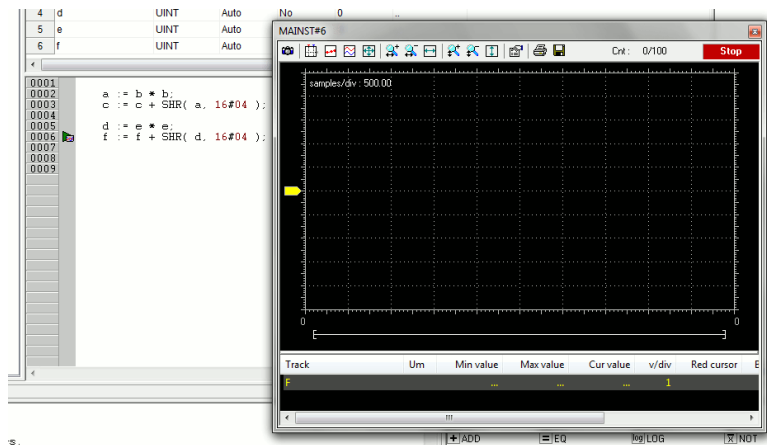 4 d UINT Auto No 0 ..
5 e UINT Auto
6 f UINT Auto
MAINST#6
Cnt : 0/100 Stop
samples/div : 500.00
0001
0002 a := b * b;
0003 c := c + SHR( a, 16#04 );
0004
0005 d := e * e;
0006 f := f + SHR( d, 16#04 );
0007
0008
0009
0 0
Track Um Min value Max value Cur value v/div Red cursor
F ... ... ... 1
ADD EQ log LOG NOT